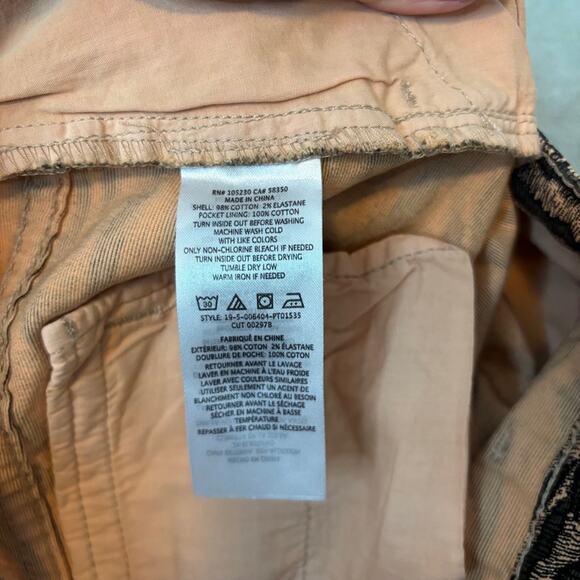 RN# 105230 CA# 58350
MADE IN CHINA
SHELL: 98% COTTON 2% ELASTANE
POCKET LINING: 100% COTTON
TURN INSIDE OUT BEFORE WASHING
MACHINE WASH COLD
WITH LIKE COLORS
ONLY NON-CHLORINE BLEACH IF NEEDED
TURN INSIDE OUT BEFORE DRYING
TUMBLE DRY LOW
WARM IRON IF NEEDED
30
STYLE: 19-5-006404-PT01535
CUT 00297B
FABRIQUÉ EN CHINE
EXTÉRIEUR: 98% COTON 2% ÉLASTANE
DOUBLURE DE POCHE: 100% COTON
RETOURNER AVANT LE LAVAGE
LAVER EN MACHINE À L'EAU FROIDE
LAVER AVEC COULEURS SIMILAIRES
UTILISER SEULEMENT UN AGENT DE
BLANCHIMENT NON CHLORÉ AU BESOIN
RETOURNER AVANT LE SÉCHAGE
SÉCHER EN MACHINE À BASSE
TEMPÉRATURE
REPASSER À FER CHAUD SI NÉCESSAIRE